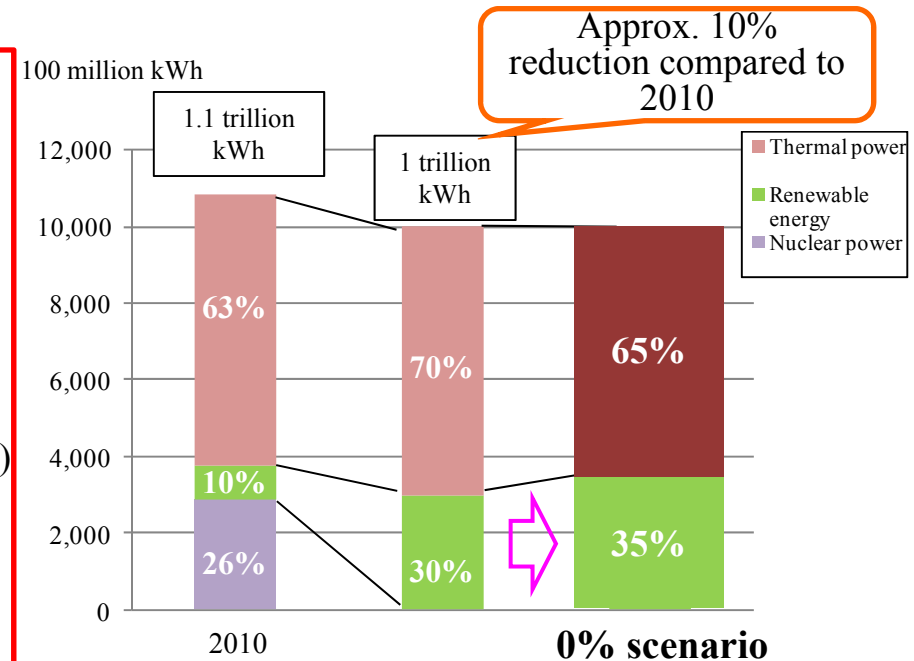 Approx. 10%
reduction compared to
2010
100 million kWh
1.1 trillion
kWh
1 trillion
kWh
Thermal power
Renewable
energy
Nuclear power
12,000
10,000
8,000
6,000
4,000
2,000
0
63%
10%
26%
70%
30%
65%
35%
)
2010
0% scenario